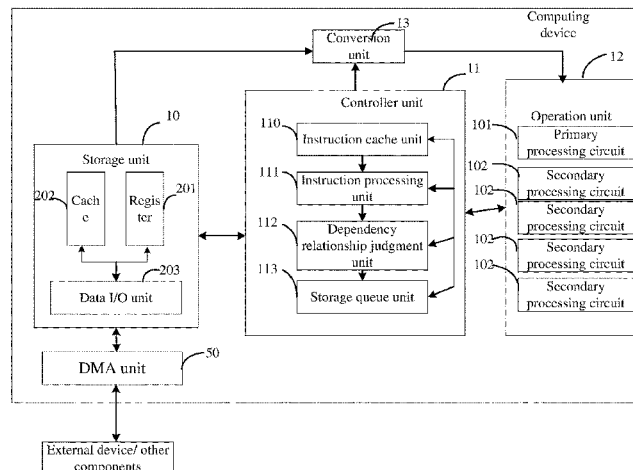 Computing
device
13
Conversion
unit
11
12
Controller unit
Operation unit
10
110
Instruction cache unit
101
Primary
processing circuit
Storage unit
111
Instruction processing
unit
102
Secondary
processing circuit
202
Cach
e
Regis
ter
201
102
Secondary
processing circuit
112
Dependency
relationship judgment
unit
102
Secondary
processing circuit
113
Storage queue unit
102
Secondary
processing circuit
203
Data I/O unit
50
DMA unit
External device/ other
components